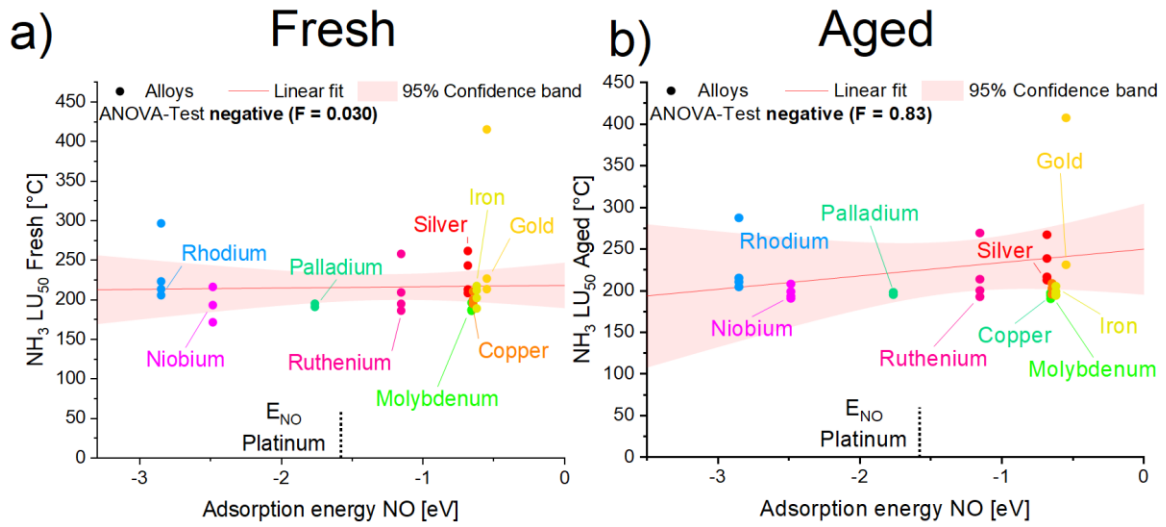 a)
Fresh
Alloys
Linear fit
95% Confidence band
ANOVA-Test negative (F = 0.030)
450
400
350
300
250
200
150
100
50
0
NH₃ LU₅₀ Fresh [°C]
Rhodium
Niobium
Palladium
Ruthenium
Silver
Iron
Gold
Copper
Molybdenum
E_NO
Platinum
-3
-2
-1
0
Adsorption energy NO [eV]
b)
Aged
Alloys
Linear fit
95% Confidence band
ANOVA-Test negative (F = 0.83)
450
400
350
300
250
200
150
100
50
0
NH₃ LU₅₀ Aged [°C]
Rhodium
Niobium
Palladium
Ruthenium
Silver
Gold
Copper
Iron
Molybdenum
E_NO
Platinum
-3
-2
-1
0
Adsorption energy NO [eV]